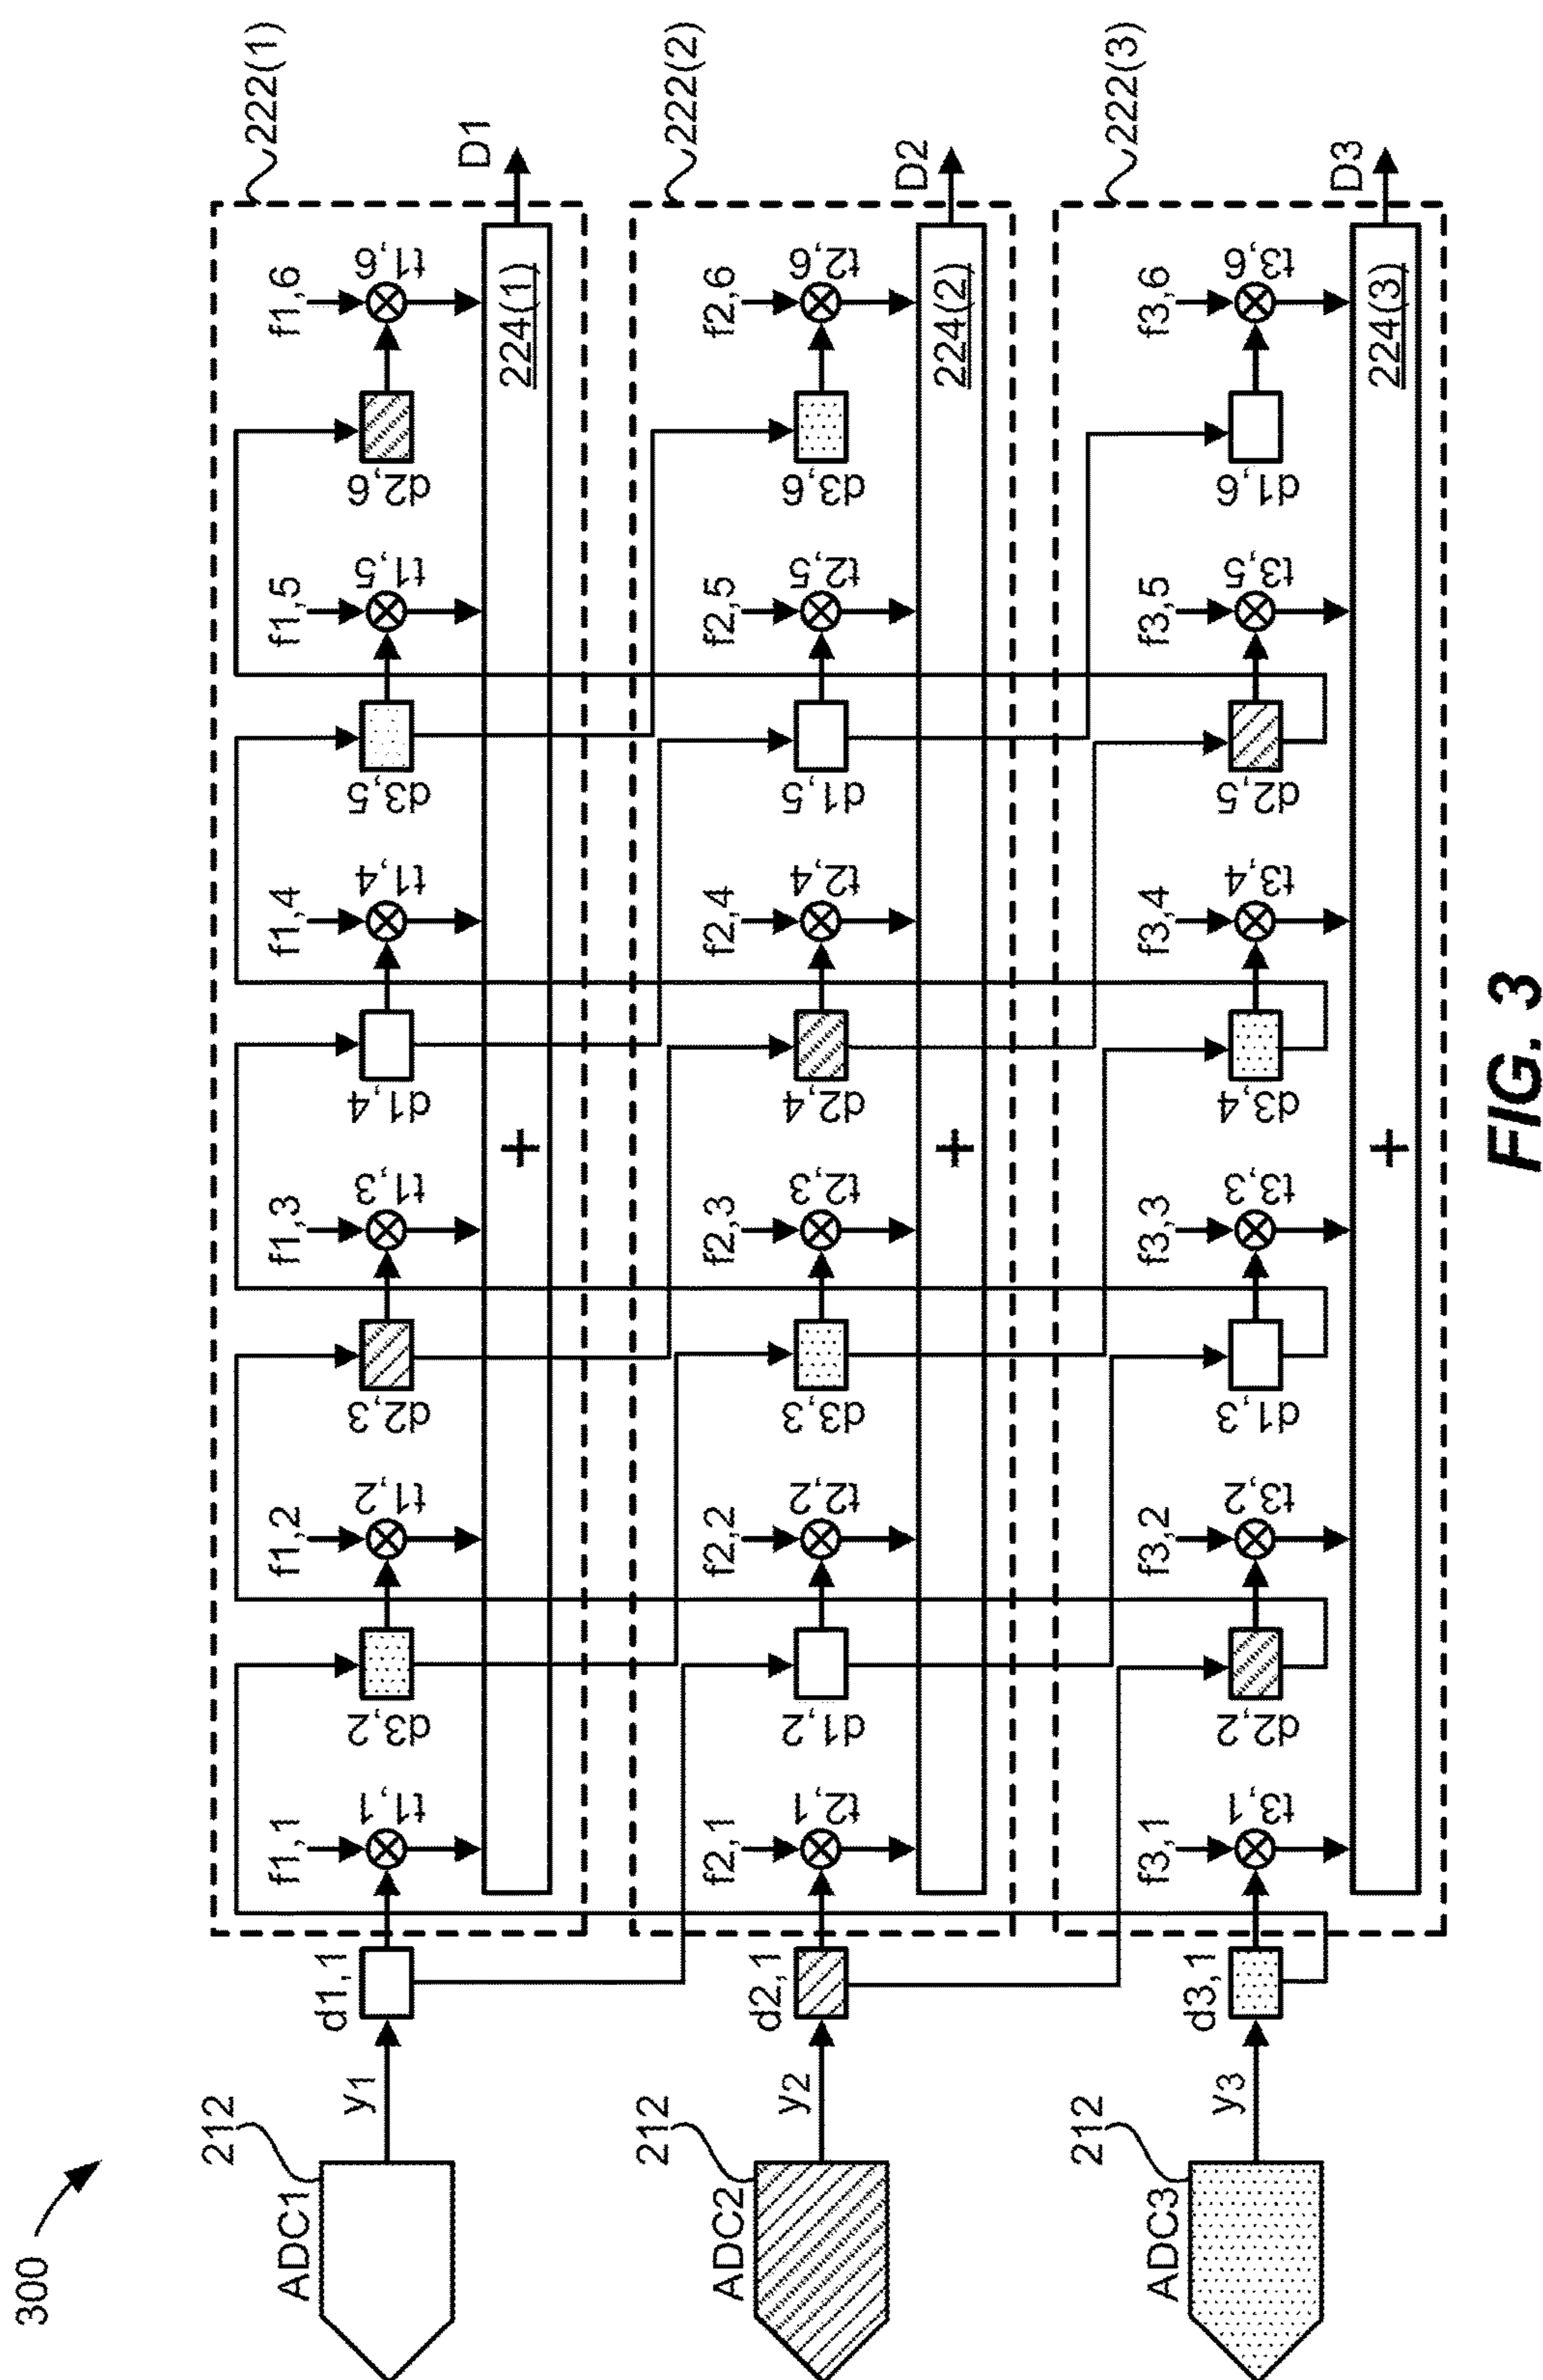 300
ADC1
212
y1
d1,1
f1,1
f1,2
f1,3
f1,4
f1,5
f1,6
t1,1
t1,2
t1,3
t1,4
t1,5
t1,6
d3,2
d2,3
d1,4
d3,5
d2,6
+
224(1)
D1
222(1)
ADC2
212
y2
d2,1
f2,1
f2,2
f2,3
f2,4
f2,5
f2,6
t2,1
t2,2
t2,3
t2,4
t2,5
t2,6
d1,2
d3,3
d2,4
d1,5
d3,6
+
224(2)
D2
222(2)
ADC3
212
y3
d3,1
f3,1
f3,2
f3,3
f3,4
f3,5
f3,6
t3,1
t3,2
t3,3
t3,4
t3,5
t3,6
d2,2
d1,3
d3,4
d2,5
d1,6
+
224(3)
D3
222(3)
FIG. 3